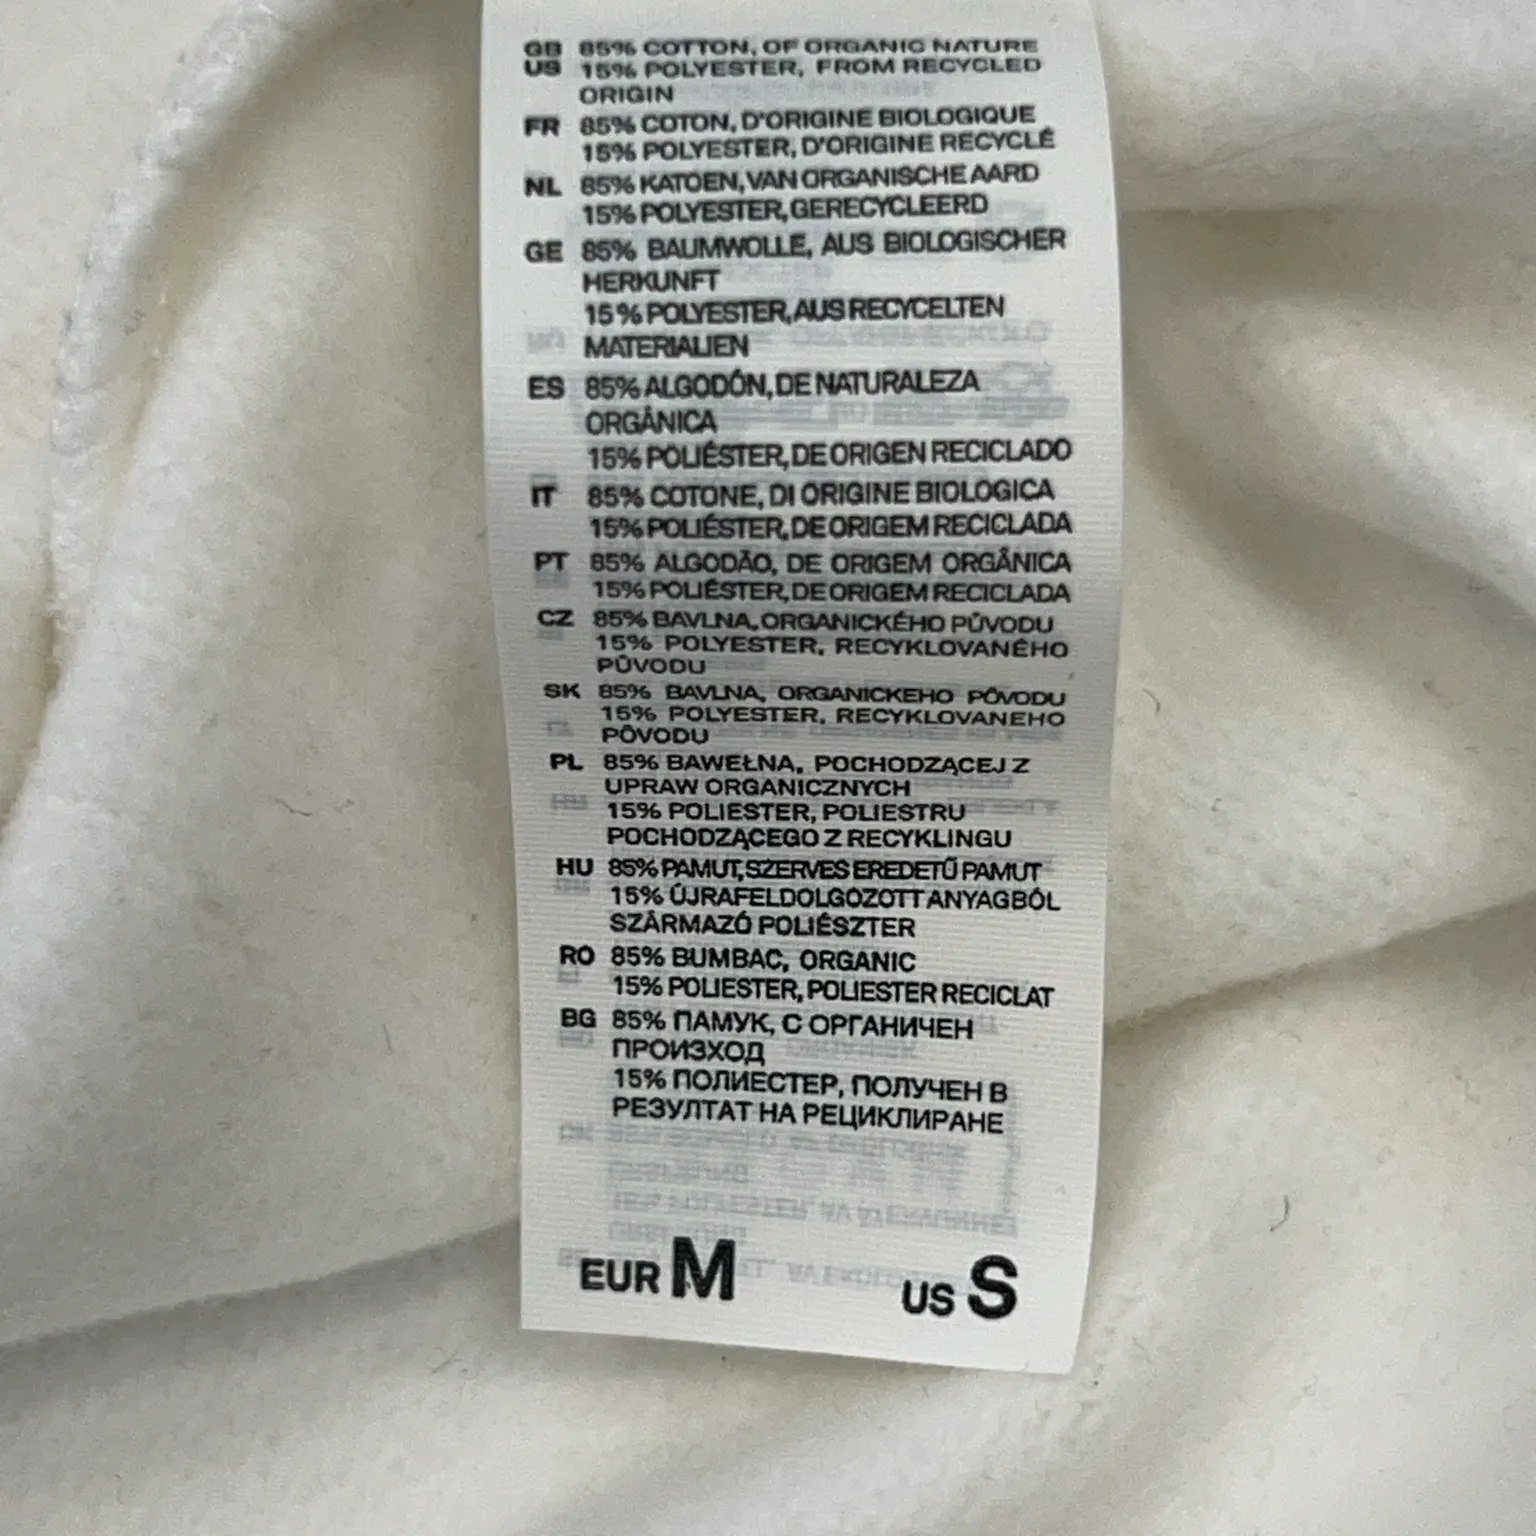 GB 85% COTTON, OF ORGANIC NATURE
US 15% POLYESTER, FROM RECYCLED
ORIGIN
FR 85% COTON, D'ORIGINE BIOLOGIQUE
15% POLYESTER, D'ORIGINE RECYCLÉ
NL 85% KATOEN, VAN ORGANISCHE AARD
15% POLYESTER, GERECYCLEERD
GE 85% BAUMWOLLE, AUS BIOLOGISCHER
HERKUNFT
15% POLYESTER, AUS RECYCELTEN
MATERIALIEN
ES 85% ALGODÓN, DE NATURALEZA
ORGÂNICA
15% POLIÉSTER, DE ORIGEN RECICLADO
IT 85% COTONE, DI ORIGINE BIOLOGICA
15% POLIÉSTER, DE ORIGEM RECICLADA
PT 85% ALGODÃO, DE ORIGEM ORGÂNICA
15% POLIÉSTER, DE ORIGEM RECICLADA
CZ 85% BAVLNA, ORGANICKÉHO PŮVODU
15% POLYESTER, RECYKLOVANÉHO
PŮVODU
SK 85% BAVLNA, ORGANICKEHO PÔVODU
15% POLYESTER, RECYKLOVANEHO
PÔVODU
PL 85% BAWEŁNA, POCHODZĄCEJ Z
UPRAW ORGANICZNYCH
15% POLIESTER, POLIESTRU
POCHODZĄCEGO Z RECYKLINGU
HU 85% PAMUT, SZERVES EREDETŰ PAMUT
15% ÚJRAFELDOLGOZOTT ANYAGBÓL
SZÁRMAZÓ POLIÉSZTER
RO 85% BUMBAC, ORGANIC
15% POLIESTER, POLIESTER RECICLAT
BG 85% ПАМУК, С ОРГАНИЧЕН
ПРОИЗХОД
15% ПОЛИЕСТЕР, ПОЛУЧЕН В
РЕЗУЛТАТ НА РЕЦИКЛИРАНЕ
EUR M US S